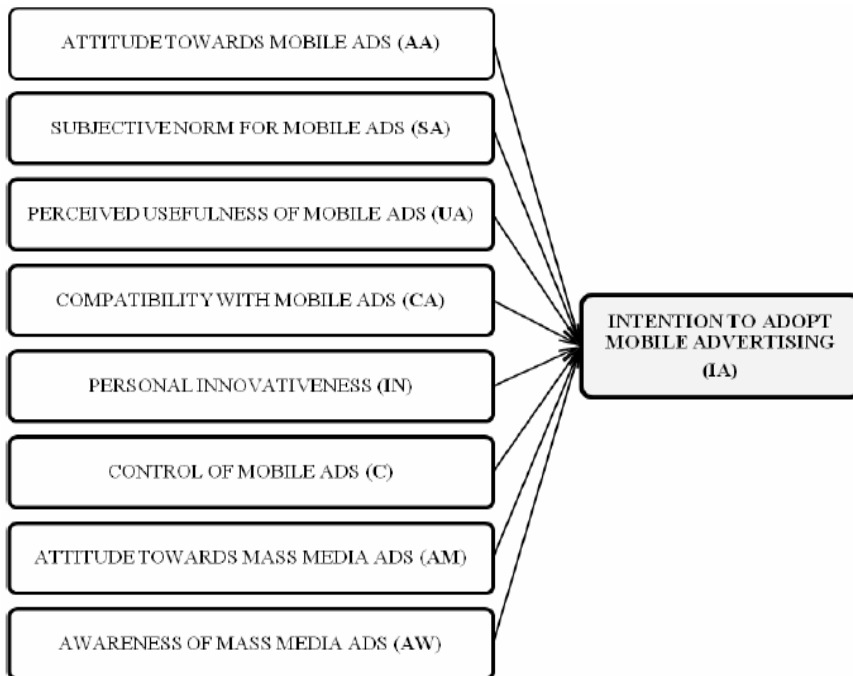 ATTITUDE TOWARDS MOBILE ADS (AA)
SUBJECTIVE NORM FOR MOBILE ADS (SA)
PERCEIVED USEFULNESS OF MOBILE ADS (UA)
COMPATIBILITY WITH MOBILE ADS (CA)
PERSONAL INNOVATIVENESS (IN)
CONTROL OF MOBILE ADS (C)
ATTITUDE TOWARDS MASS MEDIA ADS (AM)
AWARENESS OF MASS MEDIA ADS (AW)
INTENTION TO ADOPT
MOBILE ADVERTISING
(IA)